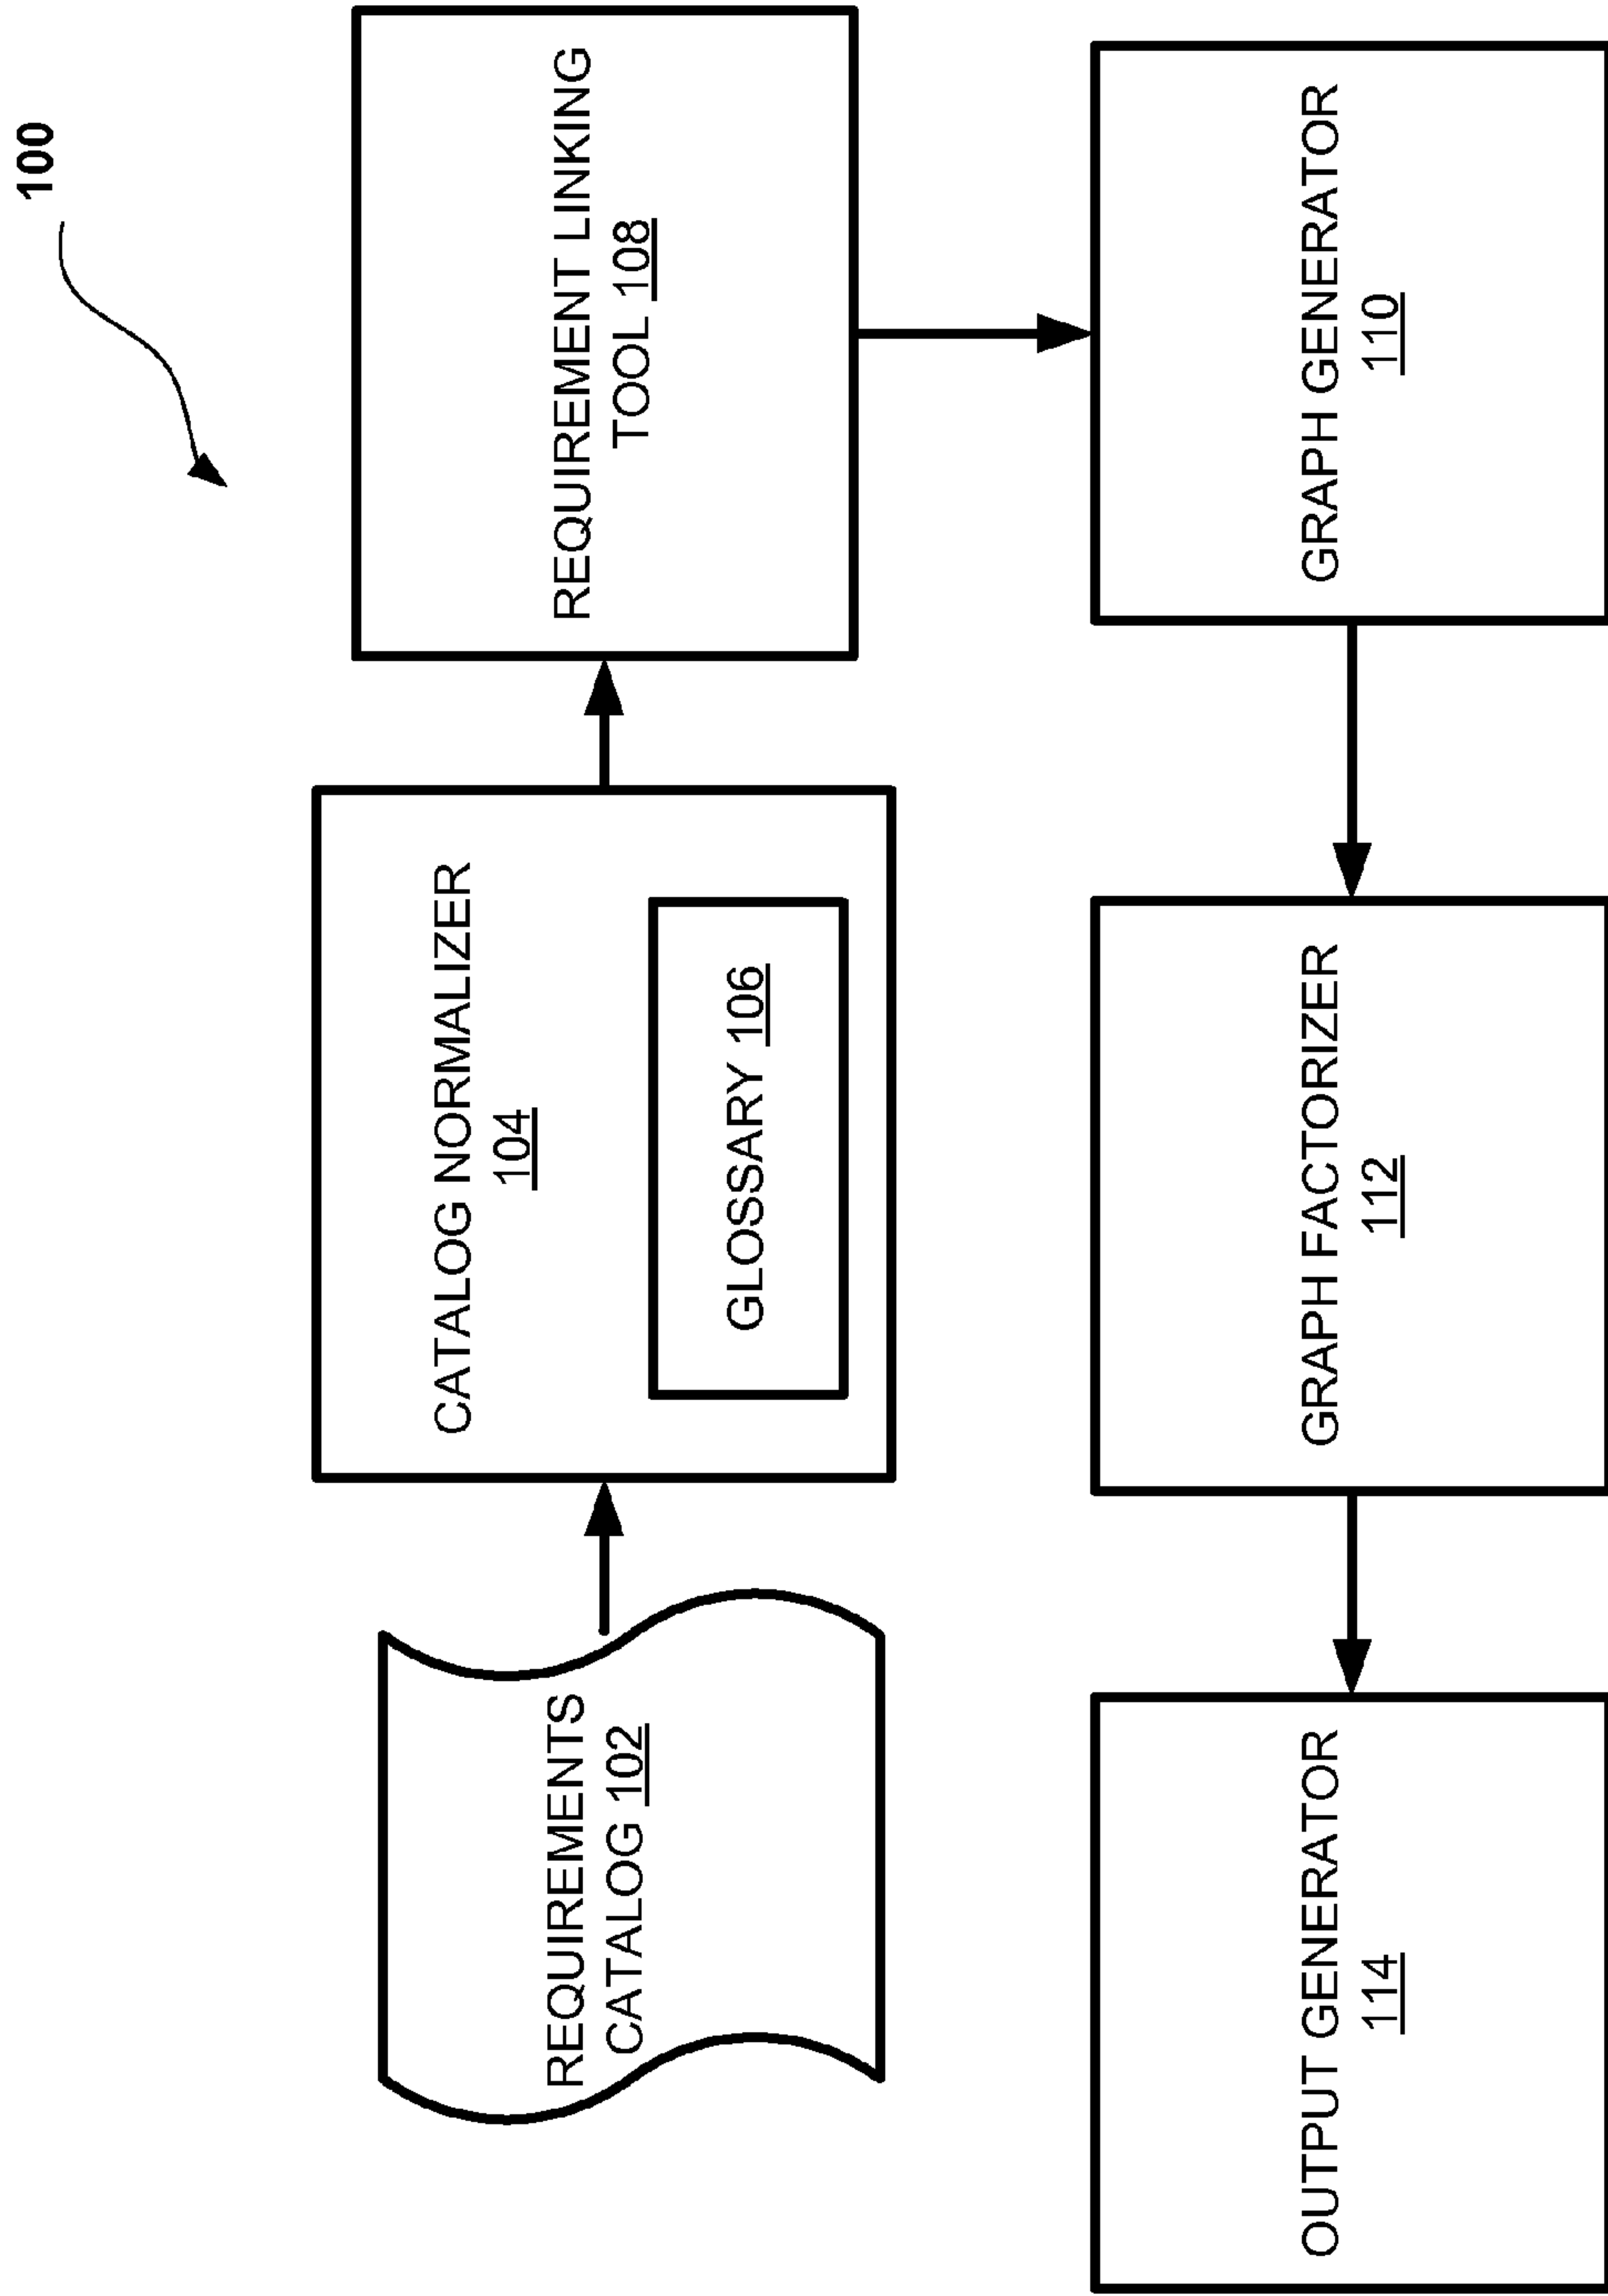 100
REQUIREMENTS
CATALOG 102
CATALOG NORMALIZER
104
GLOSSARY 106
REQUIREMENT LINKING
TOOL 108
GRAPH GENERATOR
110
GRAPH FACTORIZER
112
OUTPUT GENERATOR
114